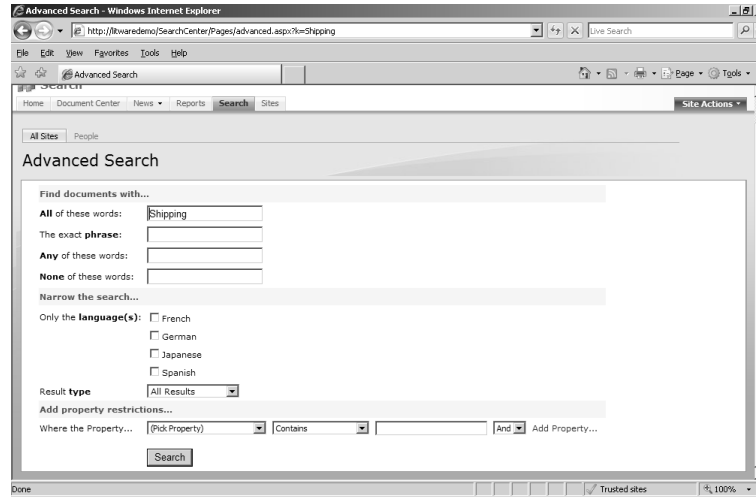 Advanced Search - Windows Internet Explorer
http://litwaredemo/SearchCenter/Pages/advanced.aspx?k=Shipping
Live Search
File Edit View Favorites Tools Help
Advanced Search
Page Tools
Search
Home Document Center News Reports Search Sites Site Actions
All Sites People
Advanced Search
Find documents with...
All of these words: Shipping
The exact phrase:
Any of these words:
None of these words:
Narrow the search...
Only the language(s): French
German
Japanese
Spanish
Result type All Results
Add property restrictions...
Where the Property... (Pick Property) Contains And Add Property...
Search
Done Trusted sites 100%